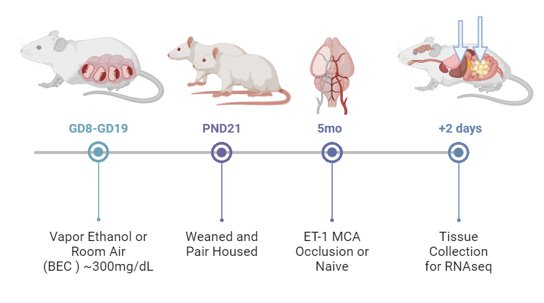 GD8-GD19
PND21
5mo
+2 days
Vapor Ethanol or
Room Air
(BEC ) ~300mg/dL
Weaned and
Pair Housed
ET-1 MCA
Occlusion or
Naive
Tissue
Collection
for RNAseq